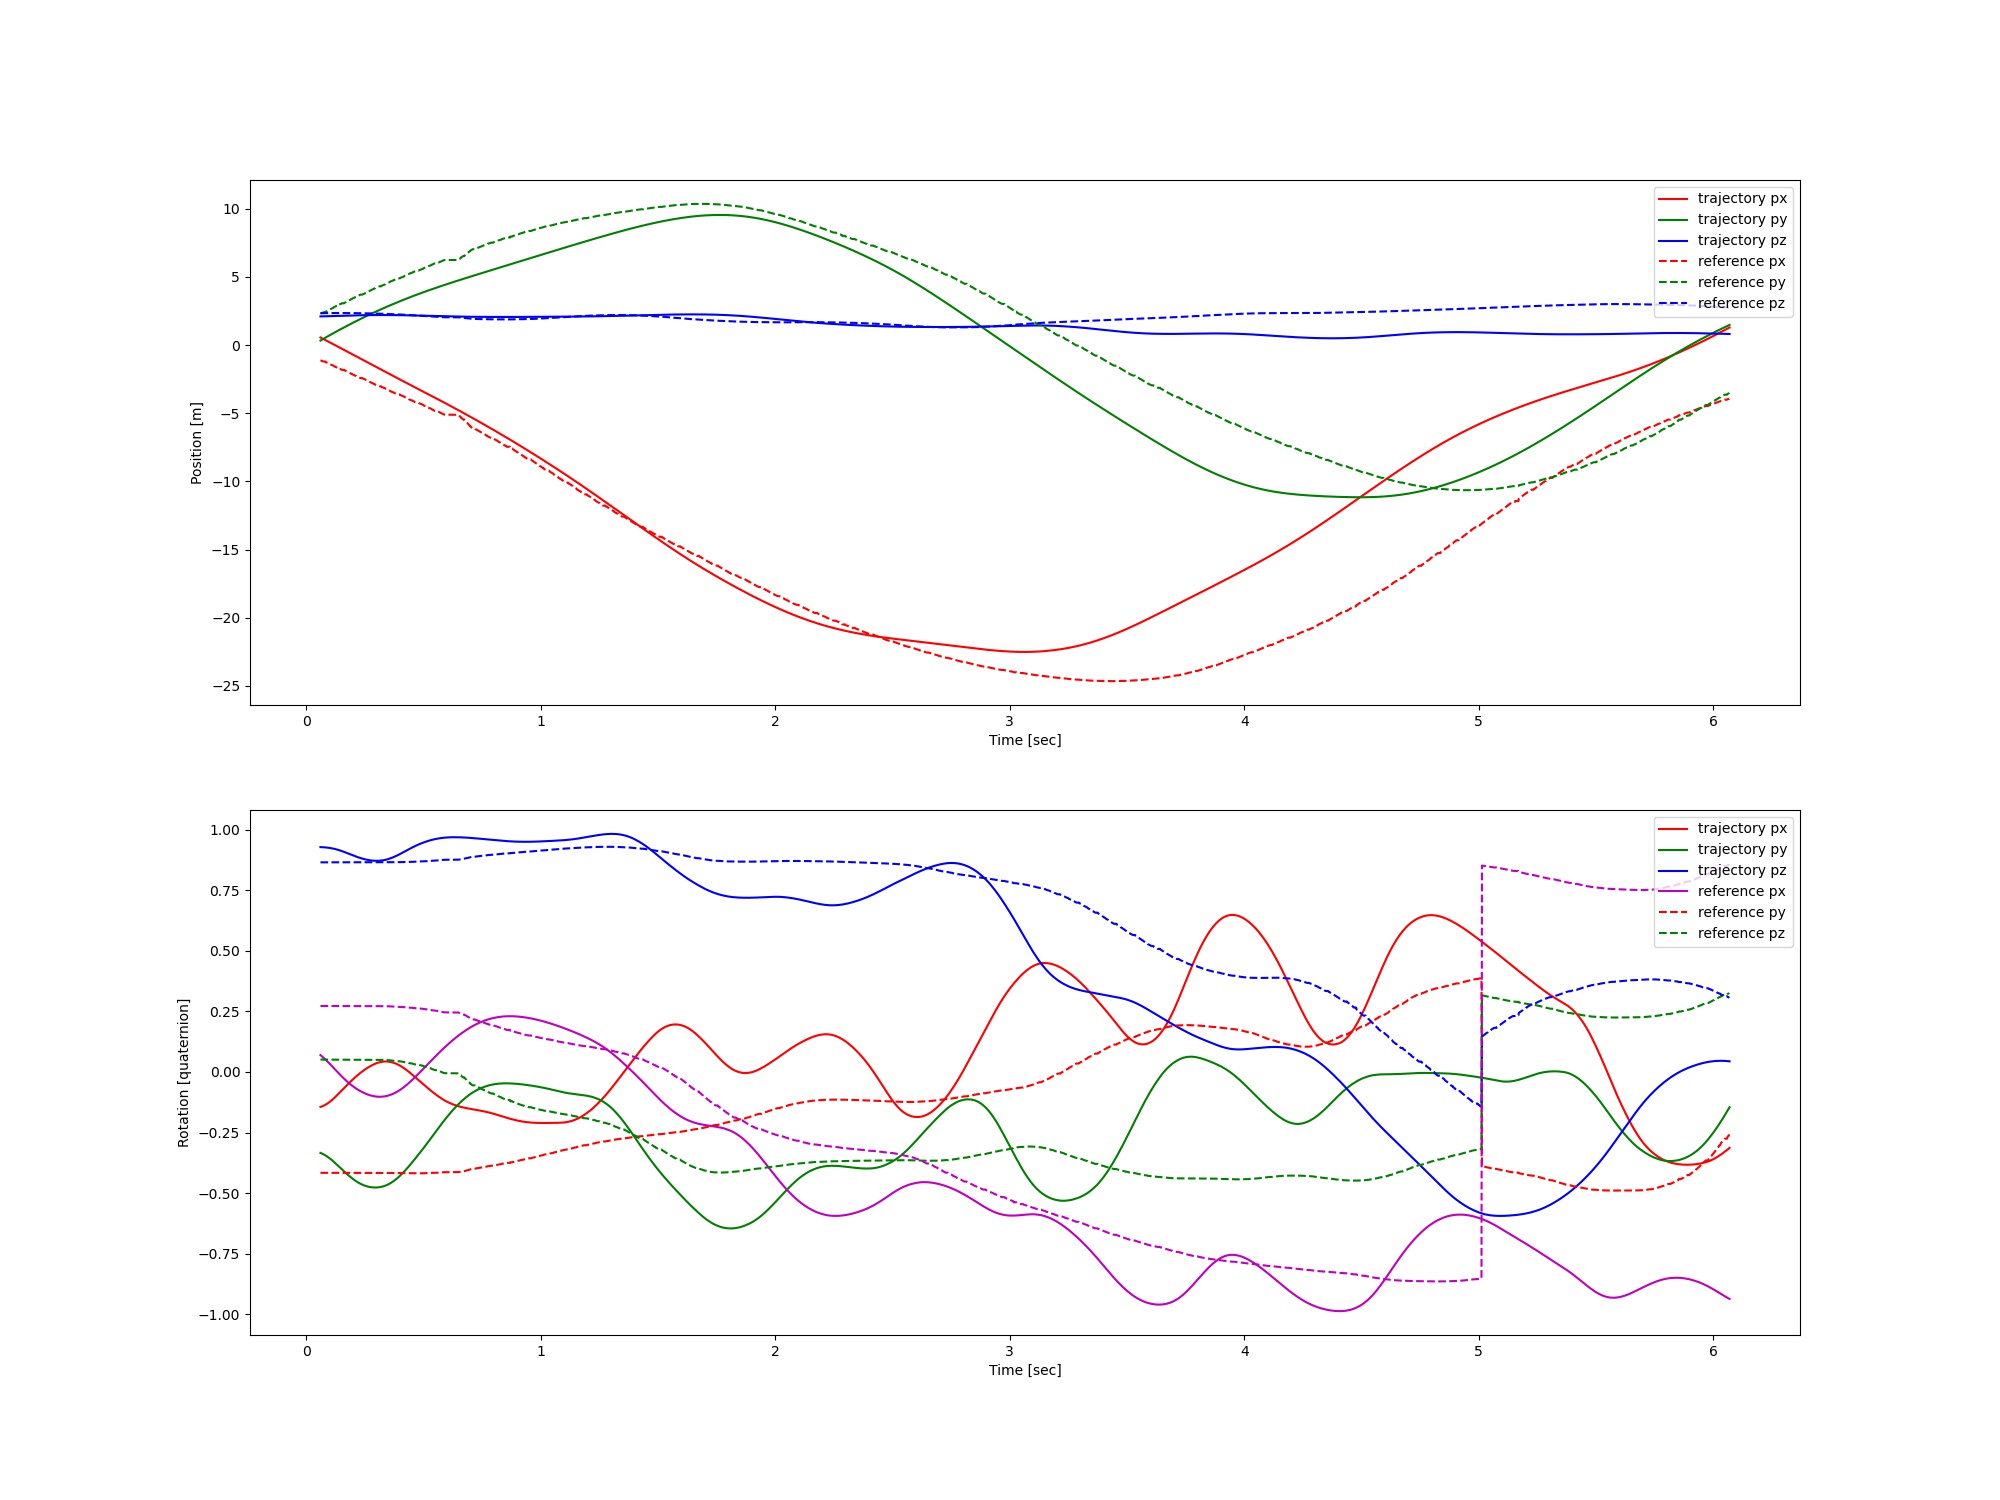 10
5
0
−5
−10
−15
−20
−25
Position [m]
trajectory px
trajectory py
trajectory pz
reference px
reference py
reference pz
0 1 2 3 4 5 6
Time [sec]
1.00
0.75
0.50
0.25
0.00
−0.25
−0.50
−0.75
−1.00
Rotation [quaternion]
trajectory px
trajectory py
trajectory pz
reference px
reference py
reference pz
0 1 2 3 4 5 6
Time [sec]